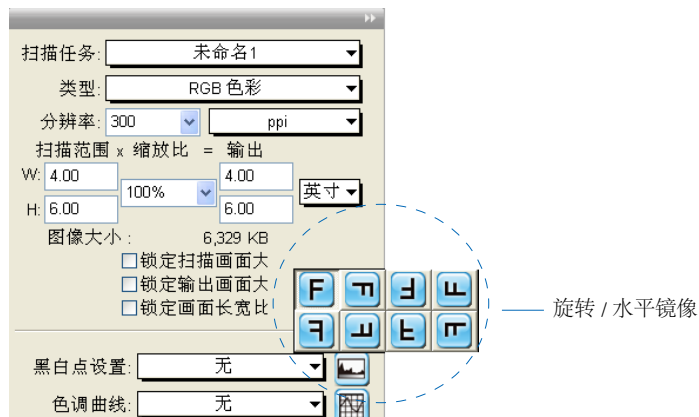 扫描任务: 未命名1
类型: RGB 色彩
分辨率: 300 ppi
扫描范围 x 缩放比 = 输出
W: 4.00 100% 4.00 英寸
H: 6.00 6.00
图像大小 : 6,329 KB
锁定扫描画面大
锁定输出画面大
锁定画面长宽比
旋转 / 水平镜像
黑白点设置: 无
色调曲线: 无